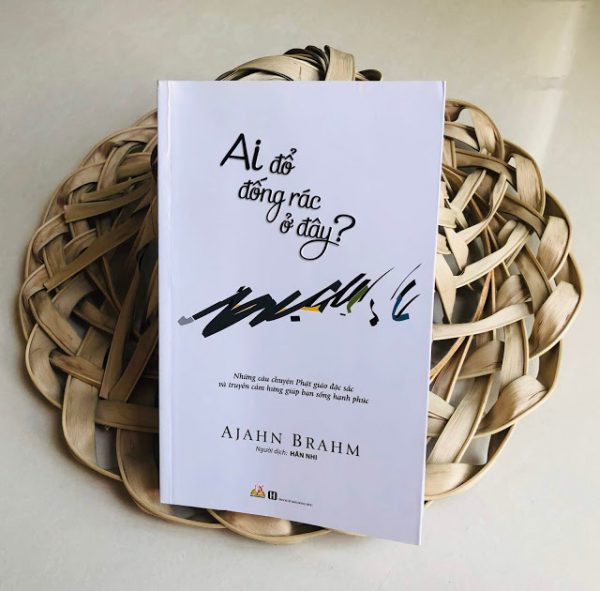 Ai đổ
đống rác
ở đây?
Những câu chuyện Phật giáo đặc sắc
và truyền cảm hứng giúp bạn sống hạnh phúc
AJAHN BRAHM
Người dịch: HÂN NHI
H